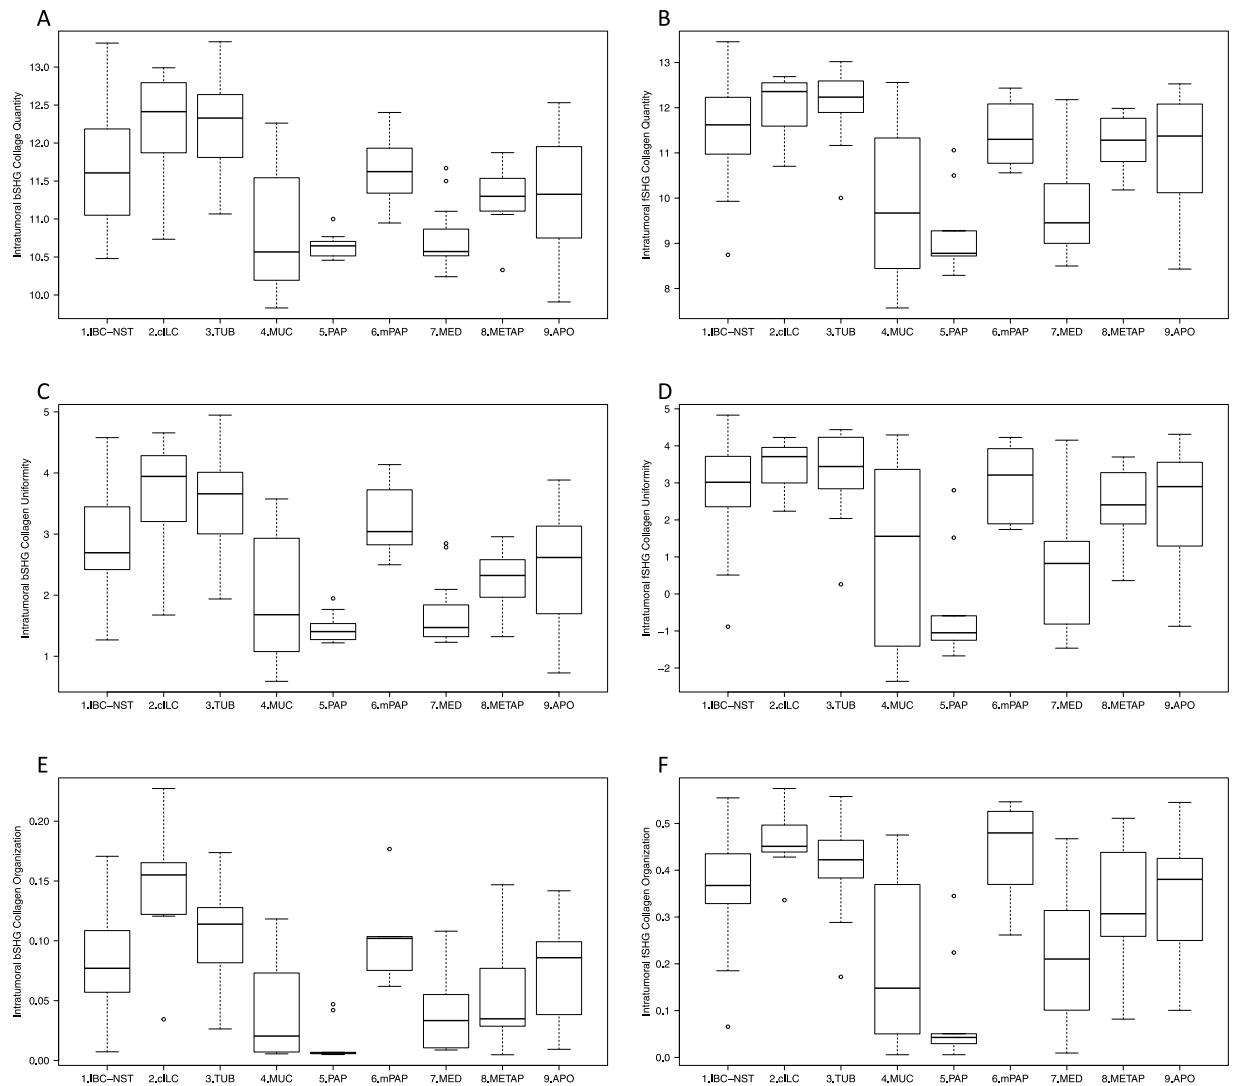 A
Intratumoral bSHG Collage Quantity
13.0
12.5
12.0
11.5
11.0
10.5
10.0
1.IBC–NST 2.cILC 3.TUB 4.MUC 5.PAP 6.mPAP 7.MED 8.METAP 9.APO
B
Intratumoral fSHG Collagen Quantity
13
12
11
10
9
8
1.IBC–NST 2.cILC 3.TUB 4.MUC 5.PAP 6.mPAP 7.MED 8.METAP 9.APO
C
Intratumoral bSHG Collagen Uniformity
5
4
3
2
1
1.IBC–NST 2.cILC 3.TUB 4.MUC 5.PAP 6.mPAP 7.MED 8.METAP 9.APO
D
Intratumoral fSHG Collagen Uniformity
5
4
3
2
1
0
−1
−2
1.IBC–NST 2.cILC 3.TUB 4.MUC 5.PAP 6.mPAP 7.MED 8.METAP 9.APO
E
Intratumoral bSHG Collagen Organization
0.20
0.15
0.10
0.05
0.00
1.IBC–NST 2.cILC 3.TUB 4.MUC 5.PAP 6.mPAP 7.MED 8.METAP 9.APO
F
Intratumoral fSHG Collagen Organization
0.5
0.4
0.3
0.2
0.1
0.0
1.IBC–NST 2.cILC 3.TUB 4.MUC 5.PAP 6.mPAP 7.MED 8.METAP 9.APO